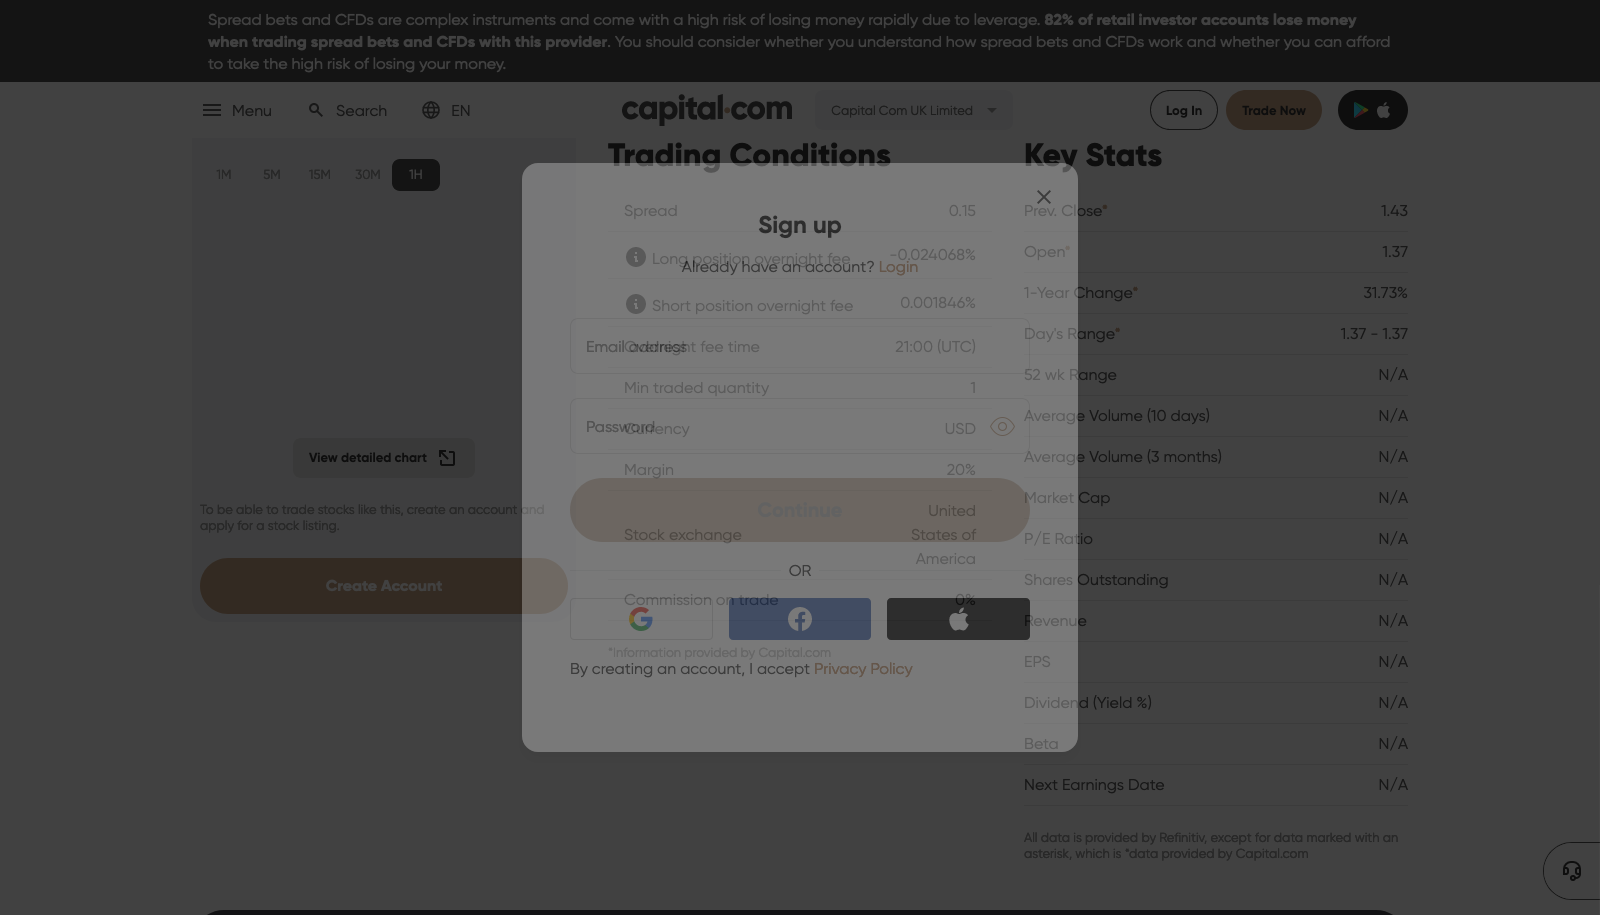 Spread bets and CFDs are complex instruments and come with a high risk of losing money rapidly due to leverage. 82% of retail investor accounts lose money
when trading spread bets and CFDs with this provider. You should consider whether you understand how spread bets and CFDs work and whether you can afford
to take the high risk of losing your money.
Menu
Search
EN
capital.com
Capital Com UK Limited
Log In
Trade Now
1M 5M 15M 30M 1H
View detailed chart
To be able to trade stocks like this, create an account and
apply for a stock listing.
Create Account
Trading Conditions
Spread 0.15
Long position overnight fee -0.024068%
Short position overnight fee 0.001846%
Overnight fee time 21:00 (UTC)
Min traded quantity 1
Currency USD
Margin 20%
Stock exchange United
States of
America
Commission on trade 0%
*Information provided by Capital.com
Sign up
Already have an account? Login
Email address
Password
Continue
OR
By creating an account, I accept Privacy Policy
Key Stats
Prev. Close* 1.43
Open* 1.37
1-Year Change* 31.73%
Day's Range* 1.37 - 1.37
52 wk Range N/A
Average Volume (10 days) N/A
Average Volume (3 months) N/A
Market Cap N/A
P/E Ratio N/A
Shares Outstanding N/A
Revenue N/A
EPS N/A
Dividend (Yield %) N/A
Beta N/A
Next Earnings Date N/A
All data is provided by Refinitiv, except for data marked with an
asterisk, which is *data provided by Capital.com